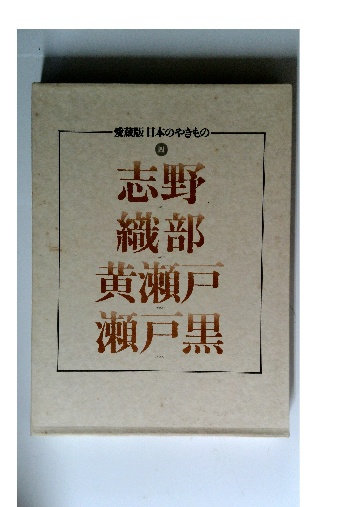 愛蔵版 日本のやきもの
四
志野
織部
黄瀬戸
瀬戸黒